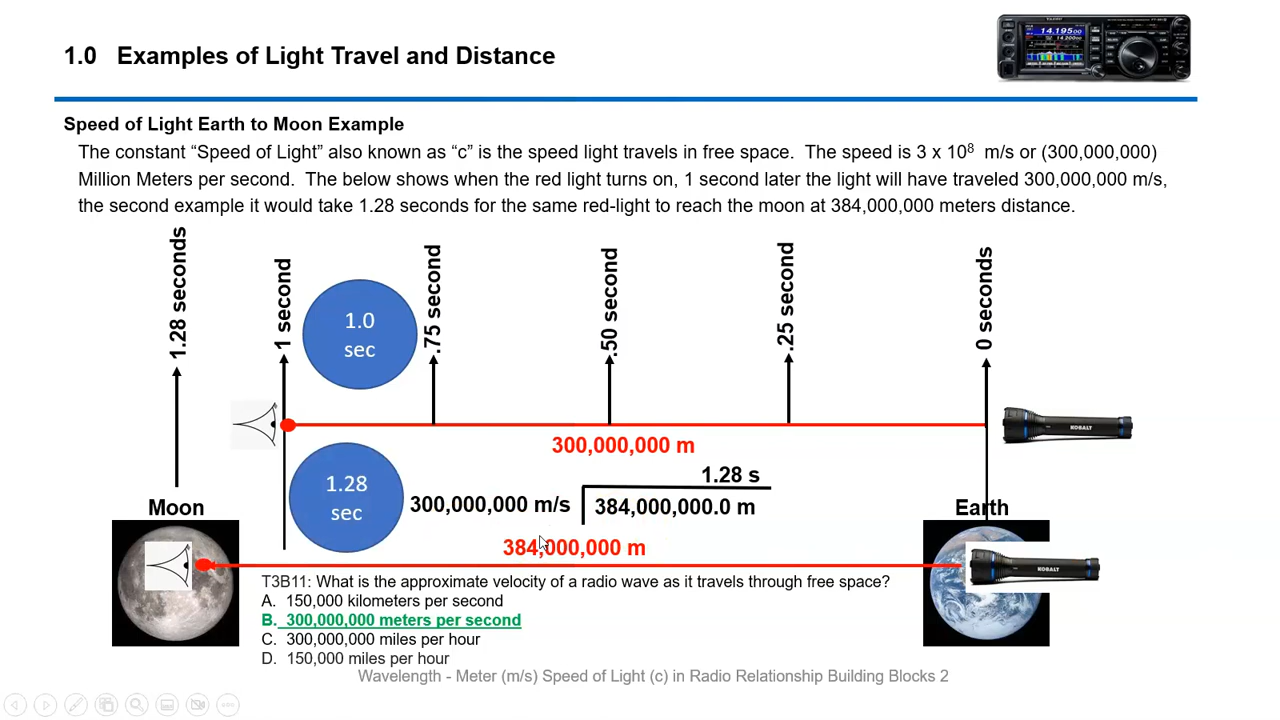 1.0 Examples of Light Travel and Distance
14.195.00
14.200.00
Speed of Light Earth to Moon Example
The constant “Speed of Light” also known as “c” is the speed light travels in free space. The speed is 3 x 10⁸ m/s or (300,000,000)
Million Meters per second. The below shows when the red light turns on, 1 second later the light will have traveled 300,000,000 m/s,
the second example it would take 1.28 seconds for the same red-light to reach the moon at 384,000,000 meters distance.
1.28 seconds
1 second
.75 second
.50 second
.25 second
0 seconds
1.0
sec
KOBALT
300,000,000 m
1.28 s
1.28
sec
300,000,000 m/s
384,000,000.0 m
Moon
Earth
384,000,000 m
KOBALT
T3B11: What is the approximate velocity of a radio wave as it travels through free space?
A. 150,000 kilometers per second
B. 300,000,000 meters per second
C. 300,000,000 miles per hour
D. 150,000 miles per hour
Wavelength - Meter (m/s) Speed of Light (c) in Radio Relationship Building Blocks 2